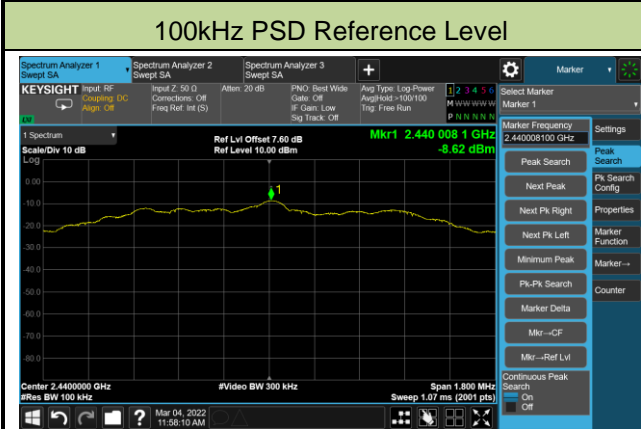 100kHz PSD Reference Level
Spectrum Analyzer 1
Swept SA
Spectrum Analyzer 2
Swept SA
Spectrum Analyzer 3
Swept SA
+
Marker
KEYSIGHT
Input: RF
Coupling: DC
Align: Off
Input Z: 50 Ω
Corrections: Off
Freq Ref: Int (S)
Atten: 20 dB
PNO: Best Wide
Gate: Off
IF Gain: Low
Sig Track: Off
Avg Type: Log-Power
Avg|Hold:>100/100
Trig: Free Run
1 2 3 4 5 6
M W W W W W
P N N N N N
Select Marker
Marker 1
LXI
1 Spectrum
Scale/Div 10 dB
Log
Ref Lvl Offset 7.60 dB
Ref Level 10.00 dBm
Mkr1 2.440 008 1 GHz
-8.62 dBm
1
0.00
-10.0
-20.0
-30.0
-40.0
-50.0
-60.0
-70.0
-80.0
Center 2.4400000 GHz
#Res BW 100 kHz
#Video BW 300 kHz
Span 1.800 MHz
Sweep 1.07 ms (2001 pts)
Marker Frequency
2.440008100 GHz
Peak Search
Next Peak
Next Pk Right
Next Pk Left
Minimum Peak
Pk-Pk Search
Marker Delta
Mkr→CF
Mkr→Ref Lvl
Continuous Peak
Search
On
Off
Settings
Peak
Search
Pk Search
Config
Properties
Marker
Function
Marker→
Counter
?
Mar 04, 2022
11:58:10 AM